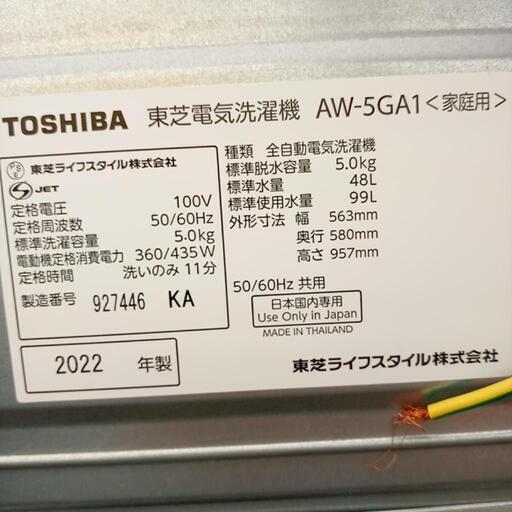 TOSHIBA 東芝電気洗濯機 AW-5GA1<家庭用>
PS E 東芝ライフスタイル株式会社
S JET
定格電圧 100V
定格周波数 50/60Hz
標準洗濯容量 5.0kg
電動機定格消費電力 360/435W
定格時間 洗いのみ 11分
製造番号 927446 KA
2022 年製
種類 全自動電気洗濯機
標準脱水容量 5.0kg
標準水量 48L
標準使用水量 99L
外形寸法 幅 563mm
奥行 580mm
高さ 957mm
50/60Hz 共用
日本国内専用
Use Only in Japan
MADE IN THAILAND
東芝ライフスタイル株式会社